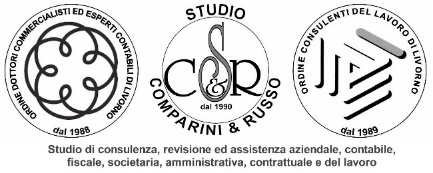 ORDINE DOTTORI COMMERCIALISTI ED ESPERTI CONTABILI DI LIVORNO
dal 1988
STUDIO
C&R
S
dal 1990
COMPARINI & RUSSO
ORDINE CONSULENTI DEL LAVORO DI LIVORNO
dal 1989
Studio di consulenza, revisione ed assistenza aziendale, contabile,
fiscale, societaria, amministrativa, contrattuale e del lavoro